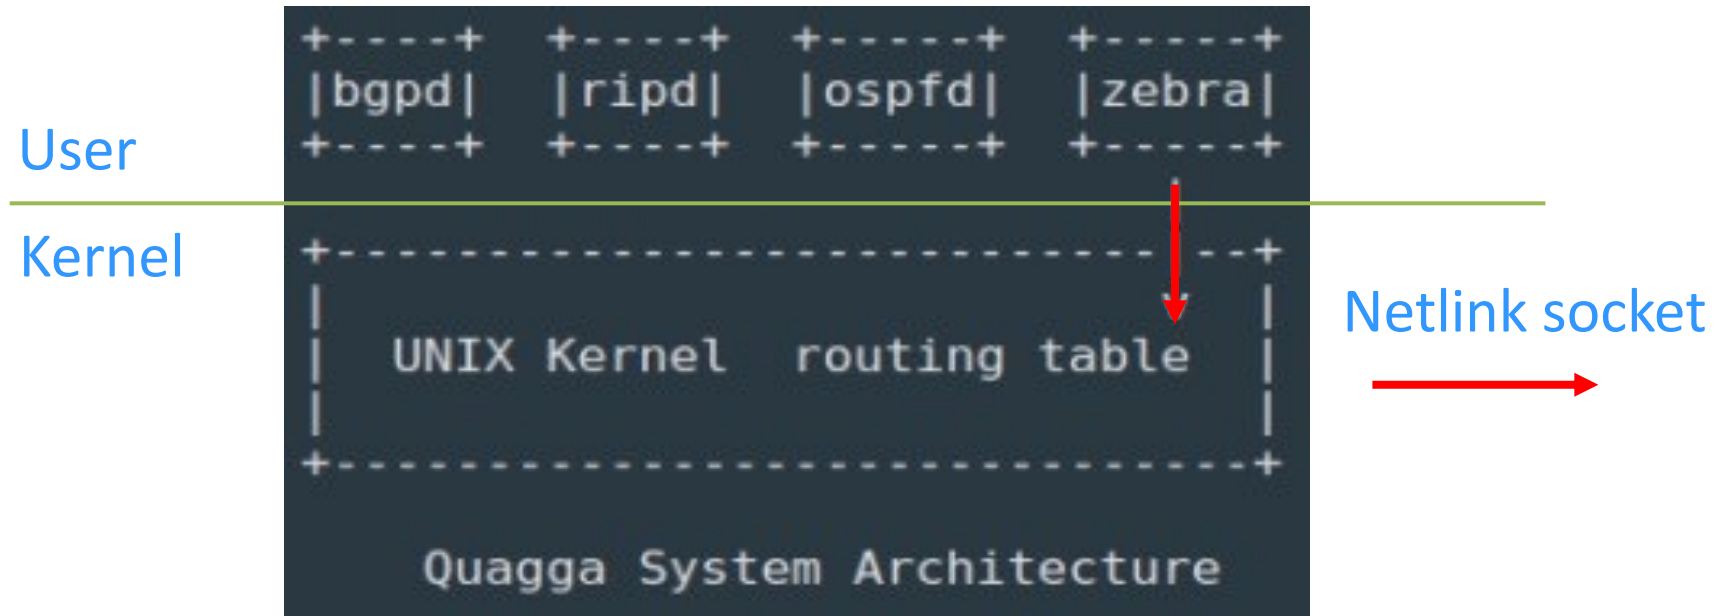 +----+  +----+  +-----+  +-----+
|bgpd|  |ripd|  |ospfd|  |zebra|
+----+  +----+  +-----+  +-----+
User
Kernel
+---------------------------|--+
Netlink socket
UNIX Kernel  routing table
+------------------------------+
Quagga System Architecture